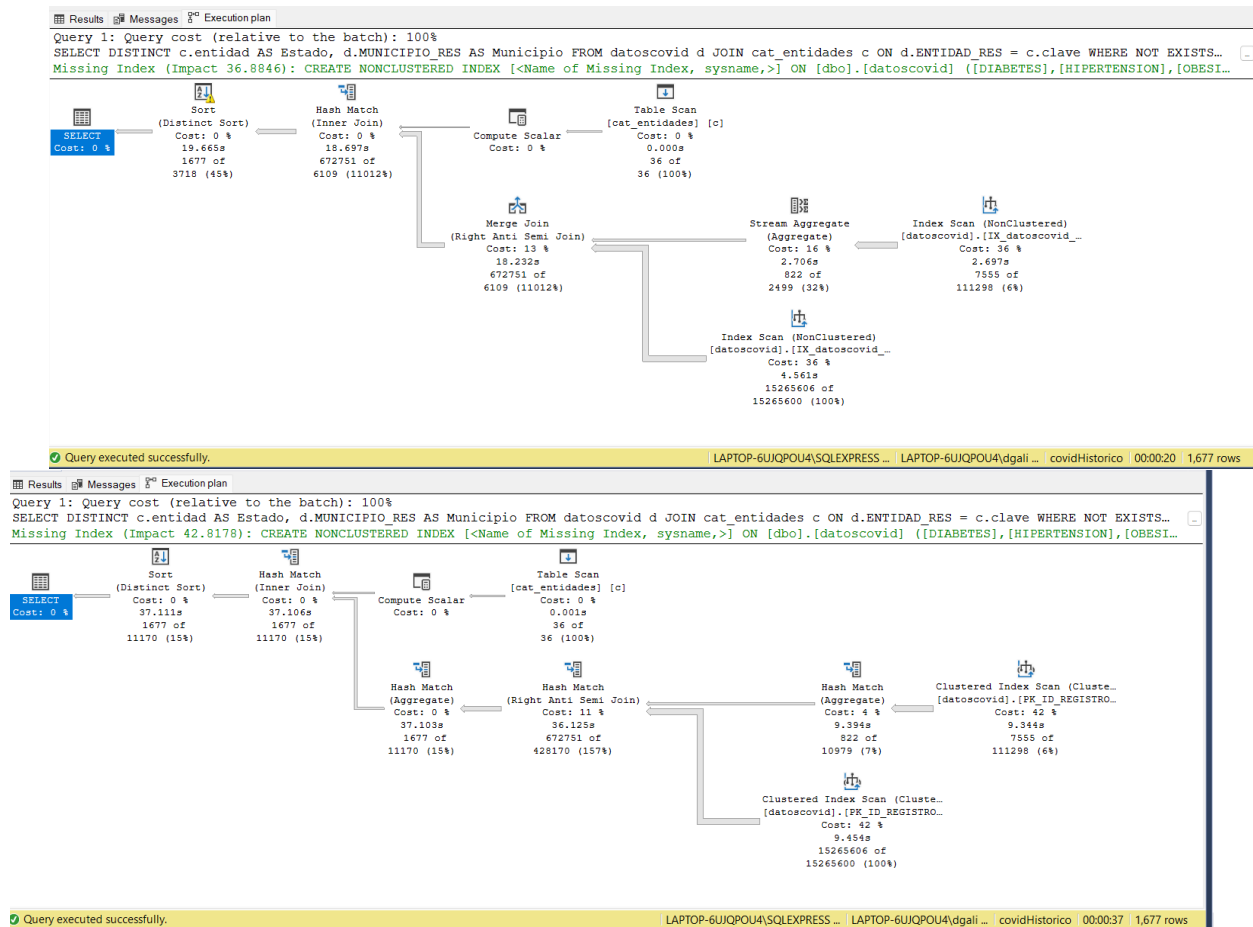 Results Messages Execution plan
Query 1: Query cost (relative to the batch): 100%
SELECT DISTINCT c.entidad AS Estado, d.MUNICIPIO_RES AS Municipio FROM datoscovid d JOIN cat_entidades c ON d.ENTIDAD_RES = c.clave WHERE NOT EXISTS…
Missing Index (Impact 36.8846): CREATE NONCLUSTERED INDEX [<Name of Missing Index, sysname,>] ON [dbo].[datoscovid] ([DIABETES],[HIPERTENSION],[OBESI…
SELECT
Cost: 0 %
Sort
(Distinct Sort)
Cost: 0 %
19.665s
1677 of
3718 (45%)
Hash Match
(Inner Join)
Cost: 0 %
18.697s
672751 of
6109 (11012%)
Compute Scalar
Cost: 0 %
Table Scan
[cat_entidades] [c]
Cost: 0 %
0.000s
36 of
36 (100%)
Merge Join
(Right Anti Semi Join)
Cost: 13 %
18.232s
672751 of
6109 (11012%)
Stream Aggregate
(Aggregate)
Cost: 16 %
2.706s
822 of
2499 (32%)
Index Scan (NonClustered)
[datoscovid].[IX_datoscovid_…
Cost: 36 %
2.697s
7555 of
111298 (6%)
Index Scan (NonClustered)
[datoscovid].[IX_datoscovid_…
Cost: 36 %
4.561s
15265606 of
15265600 (100%)
Query executed successfully. LAPTOP-6UJQPOU4\SQLEXPRESS ... LAPTOP-6UJQPOU4\dgali ... covidHistorico 00:00:20 1,677 rows
Results Messages Execution plan
Query 1: Query cost (relative to the batch): 100%
SELECT DISTINCT c.entidad AS Estado, d.MUNICIPIO_RES AS Municipio FROM datoscovid d JOIN cat_entidades c ON d.ENTIDAD_RES = c.clave WHERE NOT EXISTS…
Missing Index (Impact 42.8178): CREATE NONCLUSTERED INDEX [<Name of Missing Index, sysname,>] ON [dbo].[datoscovid] ([DIABETES],[HIPERTENSION],[OBESI…
SELECT
Cost: 0 %
Sort
(Distinct Sort)
Cost: 0 %
37.111s
1677 of
11170 (15%)
Hash Match
(Inner Join)
Cost: 0 %
37.106s
1677 of
11170 (15%)
Compute Scalar
Cost: 0 %
Table Scan
[cat_entidades] [c]
Cost: 0 %
0.001s
36 of
36 (100%)
Hash Match
(Aggregate)
Cost: 0 %
37.103s
1677 of
11170 (15%)
Hash Match
(Right Anti Semi Join)
Cost: 11 %
36.125s
672751 of
428170 (157%)
Hash Match
(Aggregate)
Cost: 4 %
9.394s
822 of
10979 (7%)
Clustered Index Scan (Cluste…
[datoscovid].[PK_ID_REGISTRO…
Cost: 42 %
9.344s
7555 of
111298 (6%)
Clustered Index Scan (Cluste…
[datoscovid].[PK_ID_REGISTRO…
Cost: 42 %
9.454s
15265606 of
15265600 (100%)
Query executed successfully. LAPTOP-6UJQPOU4\SQLEXPRESS ... LAPTOP-6UJQPOU4\dgali ... covidHistorico 00:00:37 1,677 rows